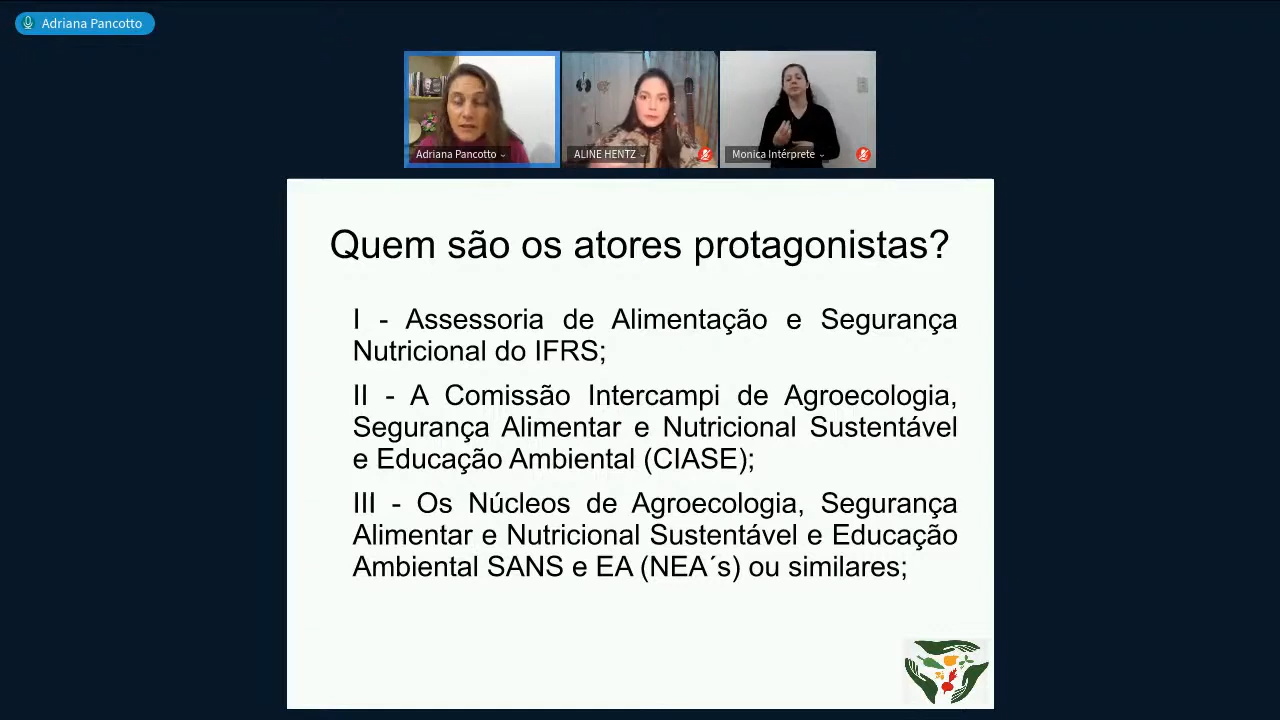 Adriana Pancotto
Adriana Pancotto
ALINE HENTZ
Monica Intérprete
Quem são os atores protagonistas?
I - Assessoria de Alimentação e Segurança
Nutricional do IFRS;
II - A Comissão Intercampi de Agroecologia,
Segurança Alimentar e Nutricional Sustentável
e Educação Ambiental (CIASE);
III - Os Núcleos de Agroecologia, Segurança
Alimentar e Nutricional Sustentável e Educação
Ambiental SANS e EA (NEA´s) ou similares;